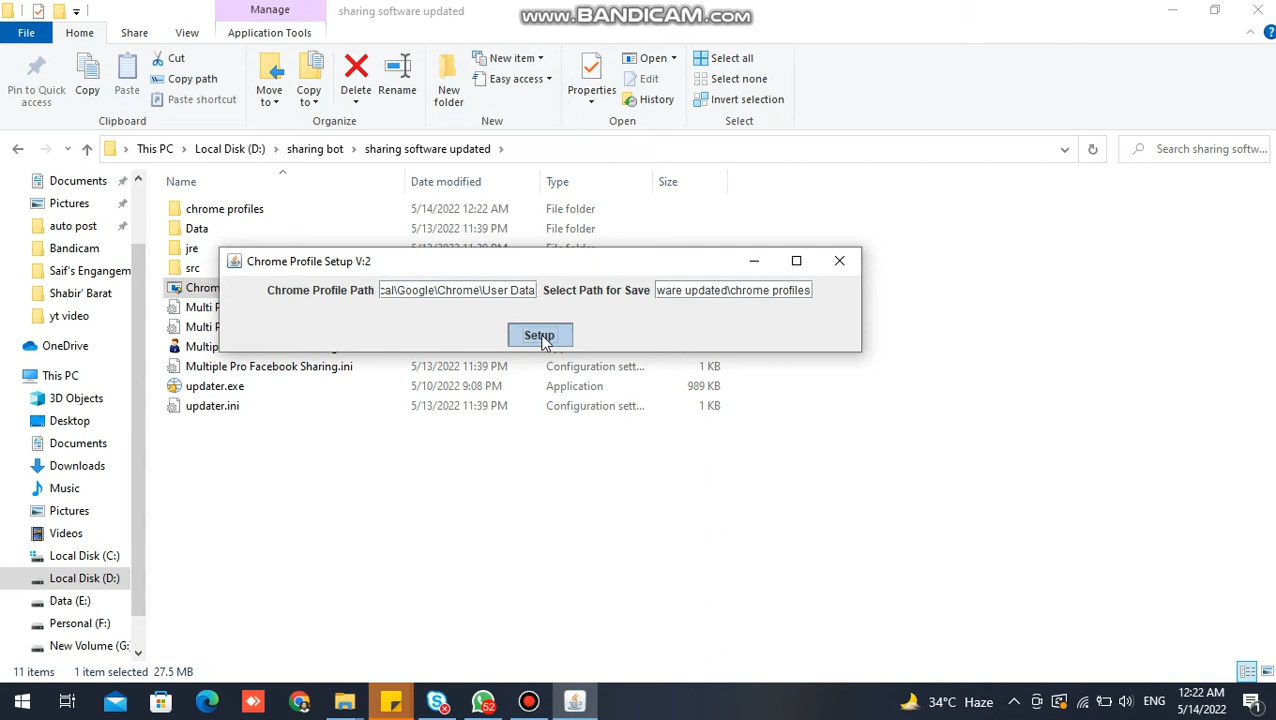 Manage
sharing software updated
www.BANDICAM.com
File
Home
Share
View
Application Tools
Pin to Quick access
Copy
Paste
Cut
Copy path
Paste shortcut
Clipboard
Move to
Copy to
Delete
Rename
Organize
New folder
New item
Easy access
New
Properties
Open
Edit
History
Open
Select all
Select none
Invert selection
Select
This PC
Local Disk (D:)
sharing bot
sharing software updated
Search sharing softw...
Documents
Pictures
auto post
Bandicam
Saif's Engangem
Shabir' Barat
yt video
OneDrive
This PC
3D Objects
Desktop
Documents
Downloads
Music
Pictures
Videos
Local Disk (C:)
Local Disk (D:)
Data (E:)
Personal (F:)
New Volume (G:
Name Date modified Type Size
chrome profiles 5/14/2022 12:22 AM File folder
Data 5/13/2022 11:39 PM File folder
jre
src
Chrom
Multi P
Multi P
Multip
Multiple Pro Facebook Sharing.ini 5/13/2022 11:39 PM Configuration sett... 1 KB
updater.exe 5/10/2022 9:08 PM Application 989 KB
updater.ini 5/13/2022 11:39 PM Configuration sett... 1 KB
Chrome Profile Setup V:2
Chrome Profile Path cal\Google\Chrome\User Data Select Path for Save ware updated\chrome profiles
Setup
11 items 1 item selected 27.5 MB
52
34°C Haze
ENG
12:22 AM
5/14/2022
1